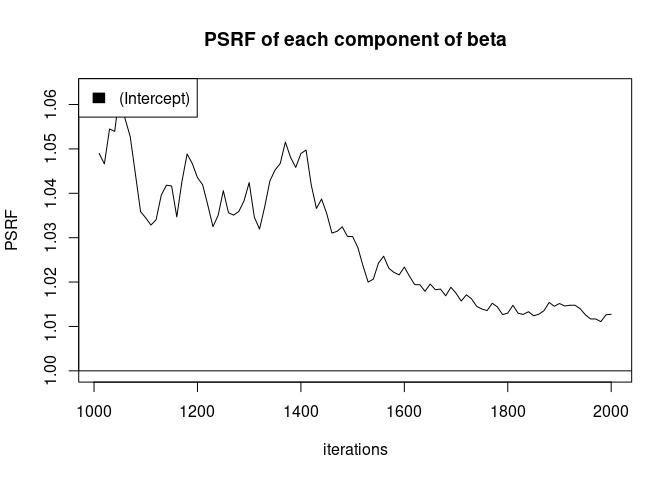 PSRF of each component of beta
(Intercept)
PSRF
1.06
1.05
1.04
1.03
1.02
1.01
1.00
1000 1200 1400 1600 1800 2000
iterations